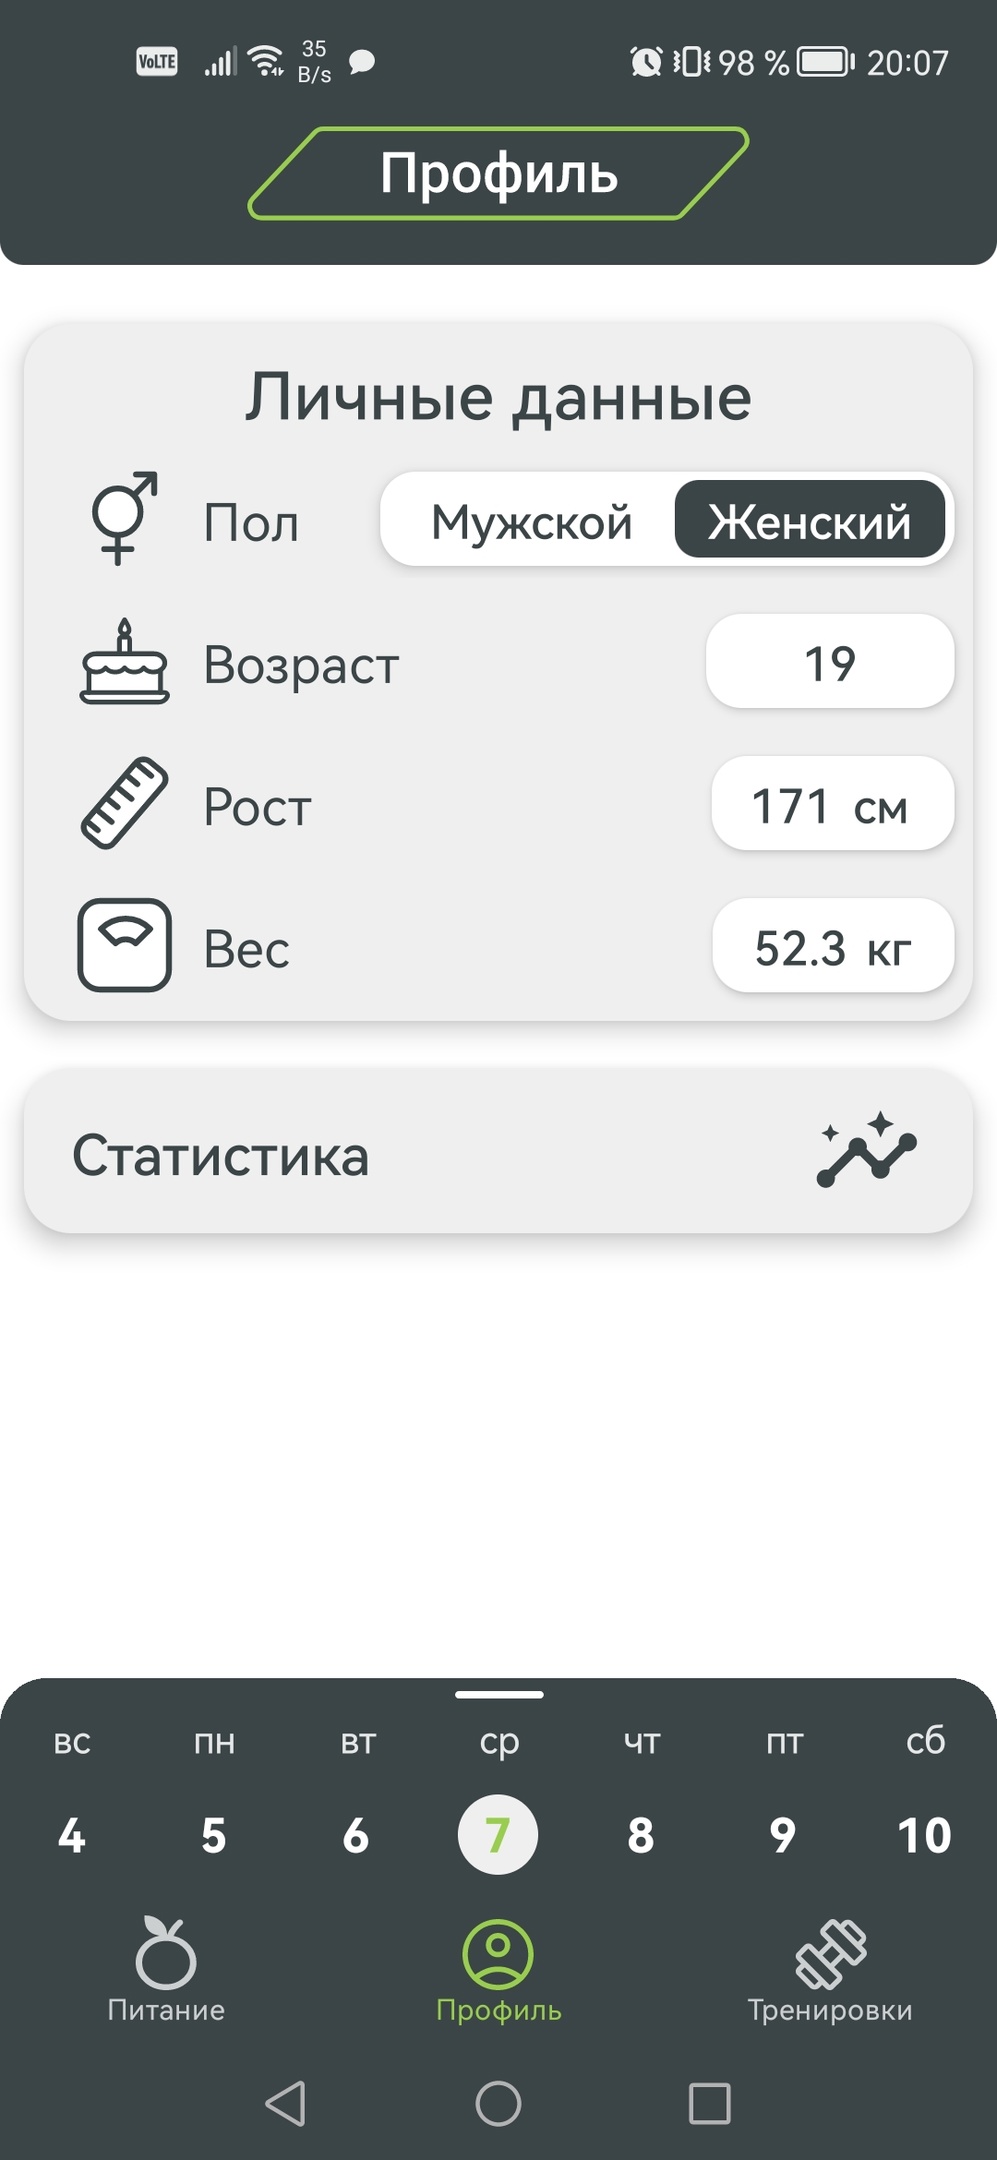 VoLTE 35 B/s 98 % 20:07
Профиль
Личные данные
Пол Мужской Женский
Возраст 19
Рост 171 см
Вес 52.3 кг
Статистика
вс пн вт ср чт пт сб
4 5 6 7 8 9 10
Питание Профиль Тренировки